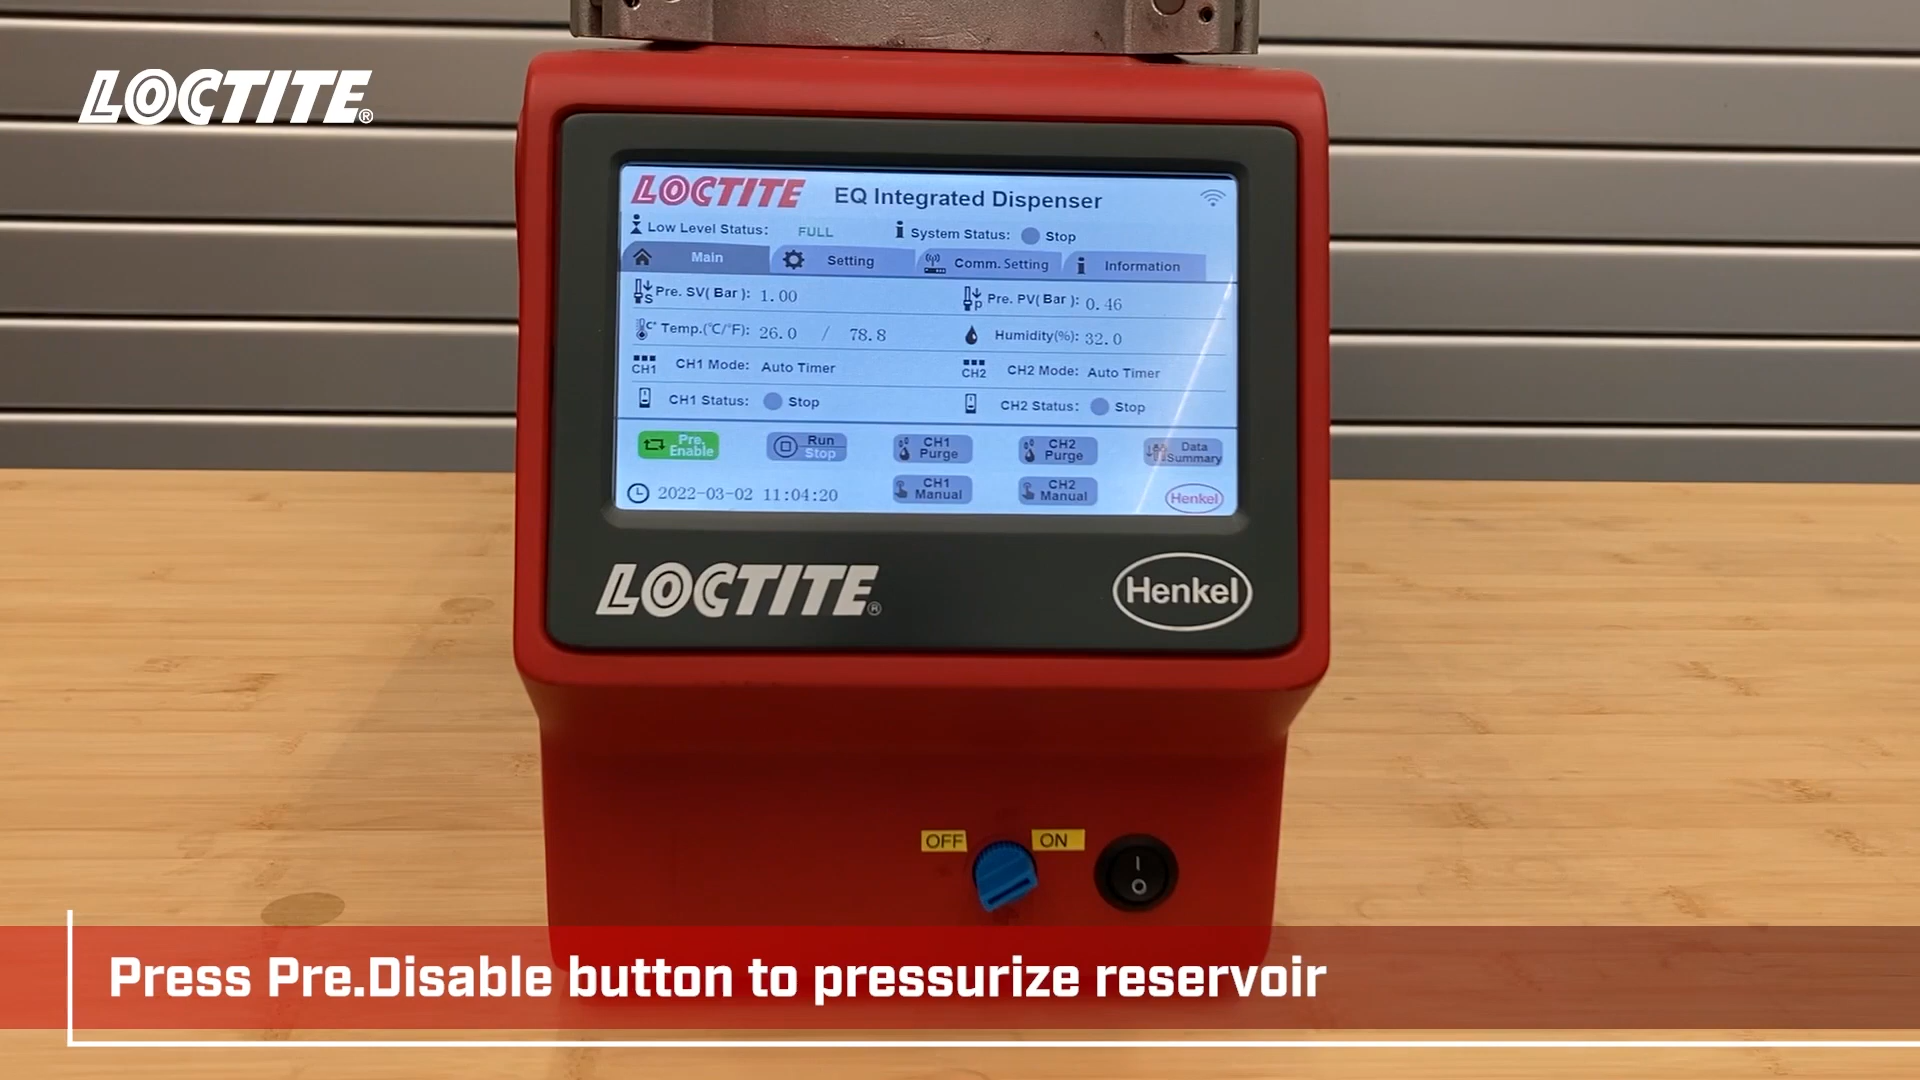 LOCTITE®
LOCTITE EQ Integrated Dispenser
Low Level Status: FULL System Status: Stop
Main Setting Comm. Setting Information
Pre. SV( Bar ): 1.00 Pre. PV( Bar ): 0.46
Temp.(°C/°F): 26.0 / 78.8 Humidity(%): 32.0
CH1 CH1 Mode: Auto Timer CH2 CH2 Mode: Auto Timer
CH1 Status: Stop CH2 Status: Stop
Pre. Enable Run Stop CH1 Purge CH2 Purge Data Summary
2022-03-02 11:04:20 CH1 Manual CH2 Manual Henkel
LOCTITE® Henkel
OFF ON
Press Pre.Disable button to pressurize reservoir